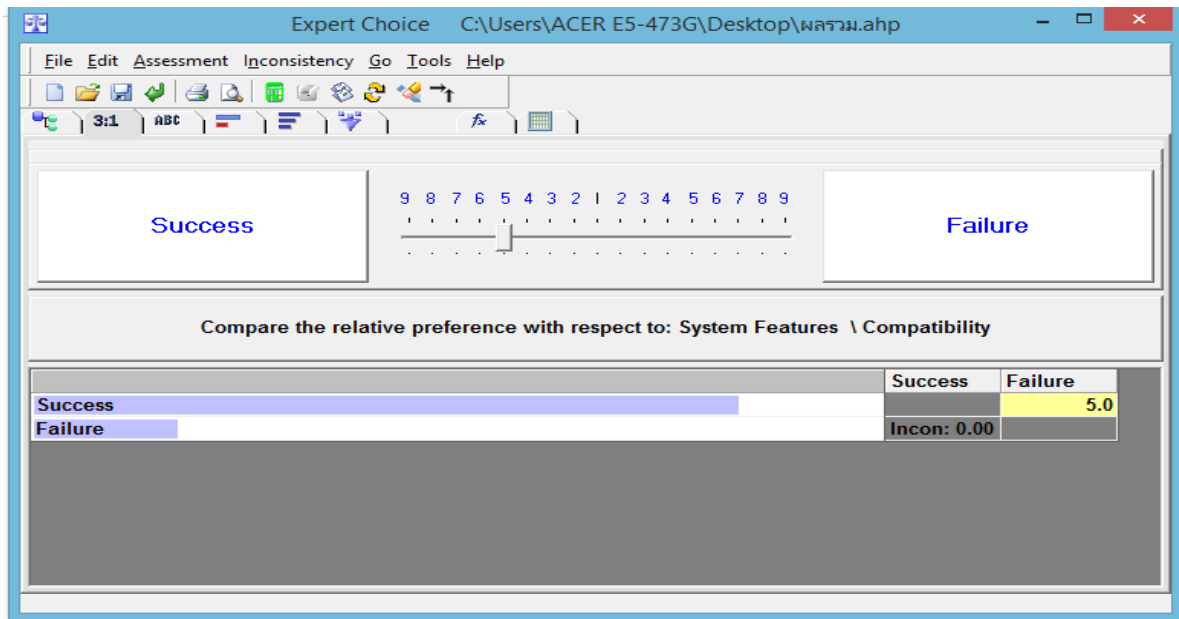 Expert Choice C:\Users\ACER E5-473G\Desktop\ผลรวม.ahp
File Edit Assessment Inconsistency Go Tools Help
3:1 ABC fx
9 8 7 6 5 4 3 2 1 2 3 4 5 6 7 8 9
Success Failure
Compare the relative preference with respect to: System Features \ Compatibility
Success Failure
Success 5.0
Failure Incon: 0.00